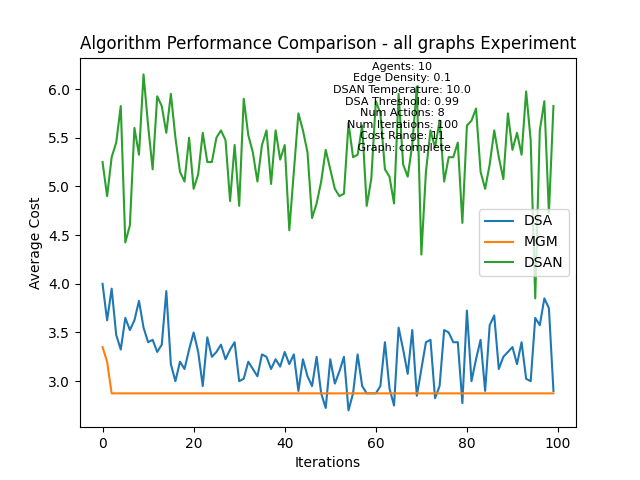 Algorithm Performance Comparison - all graphs Experiment
Agents: 10
Edge Density: 0.1
DSAN Temperature: 10.0
DSA Threshold: 0.99
Num Actions: 8
Num Iterations: 100
Cost Range: 11
Graph: complete
6.0
5.5
5.0
4.5
4.0
3.5
3.0
Average Cost
DSA
MGM
DSAN
0 20 40 60 80 100
Iterations